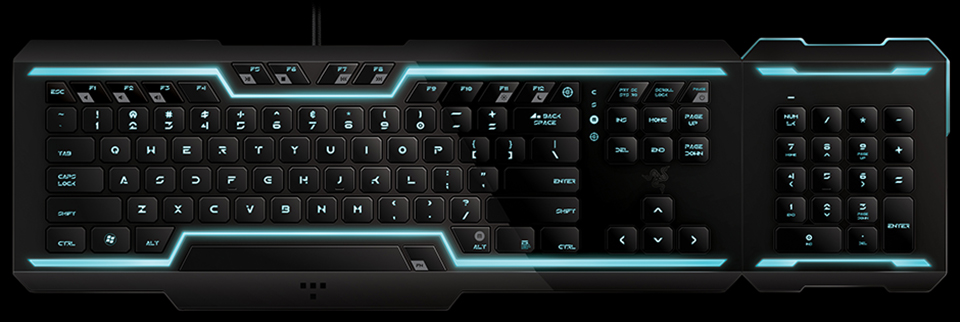 F5 F6 F7 F8
ESC F1 F2 F3 F4 F9 F10 F11 F12 PRT SC SYS RQ SCROLL LOCK PAUSE
~ ! @ # $ % ^ & * ( ) _ + BACK SPACE INS HOME PAGE UP NUM LK / * -
` 1 2 3 4 5 6 7 8 9 0 - =
TAB Q W E R T Y U I O P { } | DEL END PAGE DOWN 7 8 9 +
[ ] \ HOME ^ PAGE UP
CAPS LOCK A S D F G H J K L : " ENTER 4 5 6 =
; ' < >
SHIFT Z X C V B N M < > ? SHIFT ^ 1 2 3 ENTER
, . / END PAGE DOWN
CTRL ALT ALT CTRL < > 0 .
INS DEL